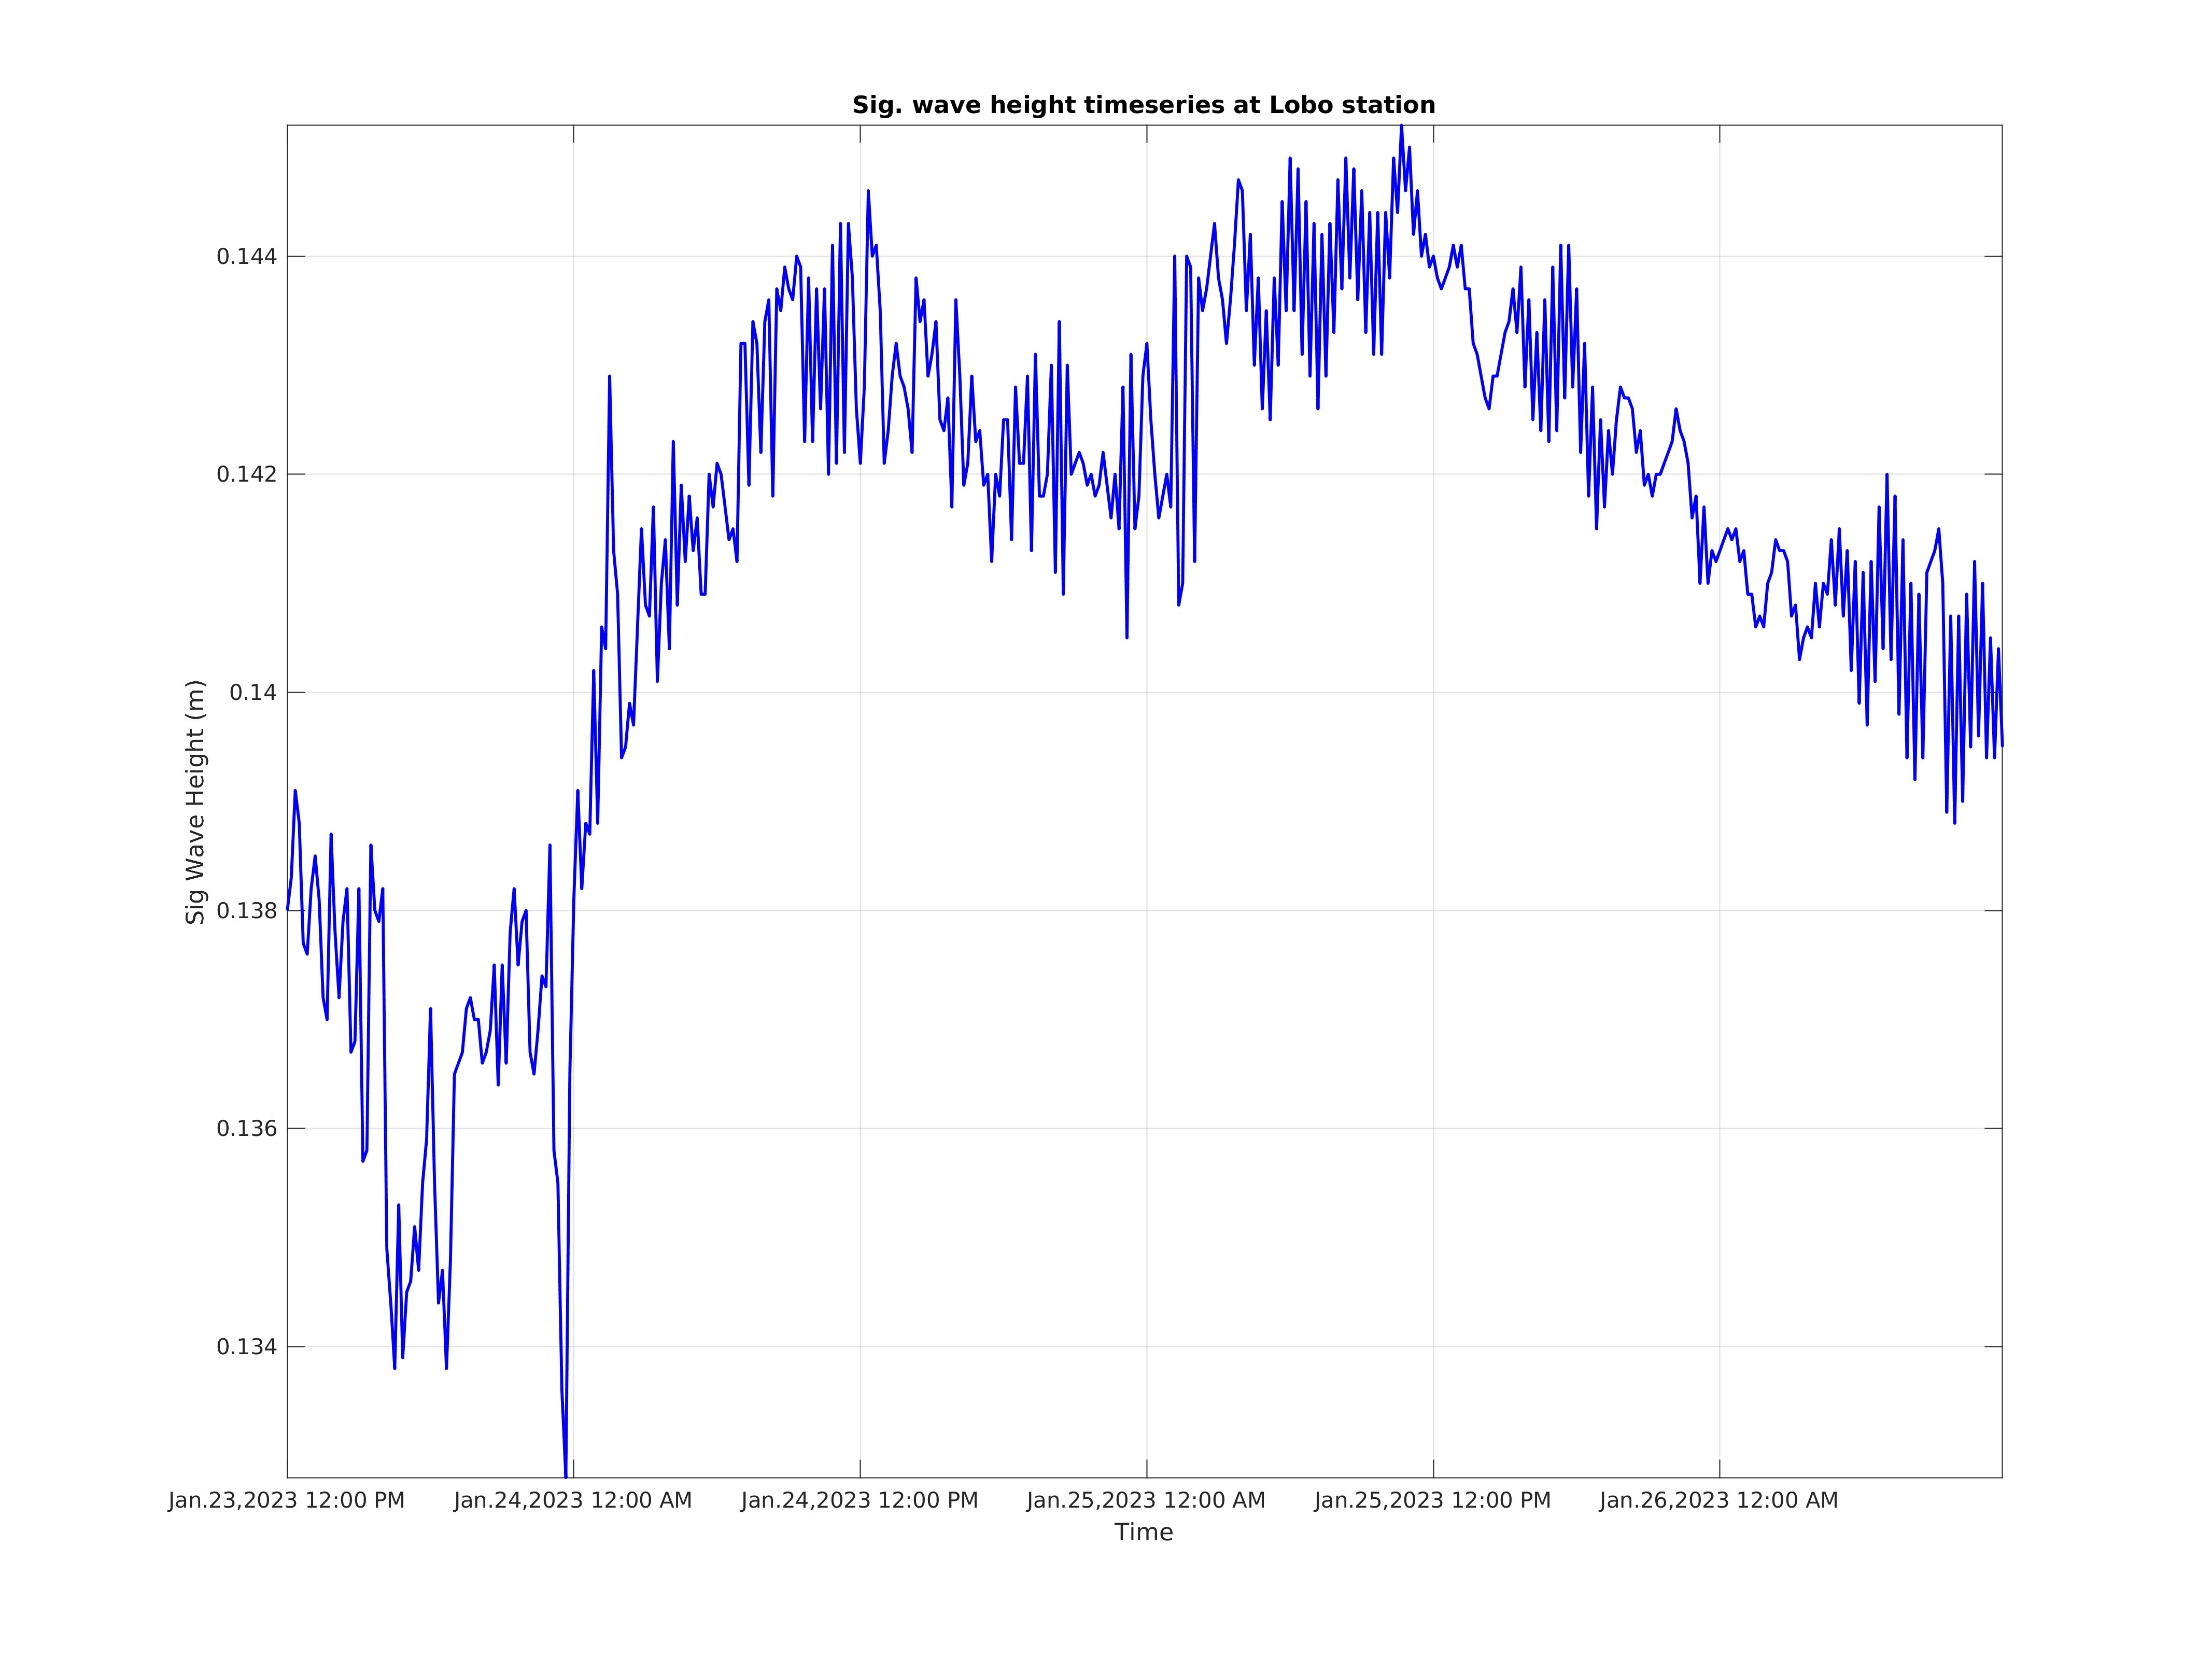 Sig. wave height timeseries at Lobo station
0.144
0.142
0.14
0.138
0.136
0.134
Sig Wave Height (m)
Jan.23,2023 12:00 PM
Jan.24,2023 12:00 AM
Jan.24,2023 12:00 PM
Jan.25,2023 12:00 AM
Jan.25,2023 12:00 PM
Jan.26,2023 12:00 AM
Time